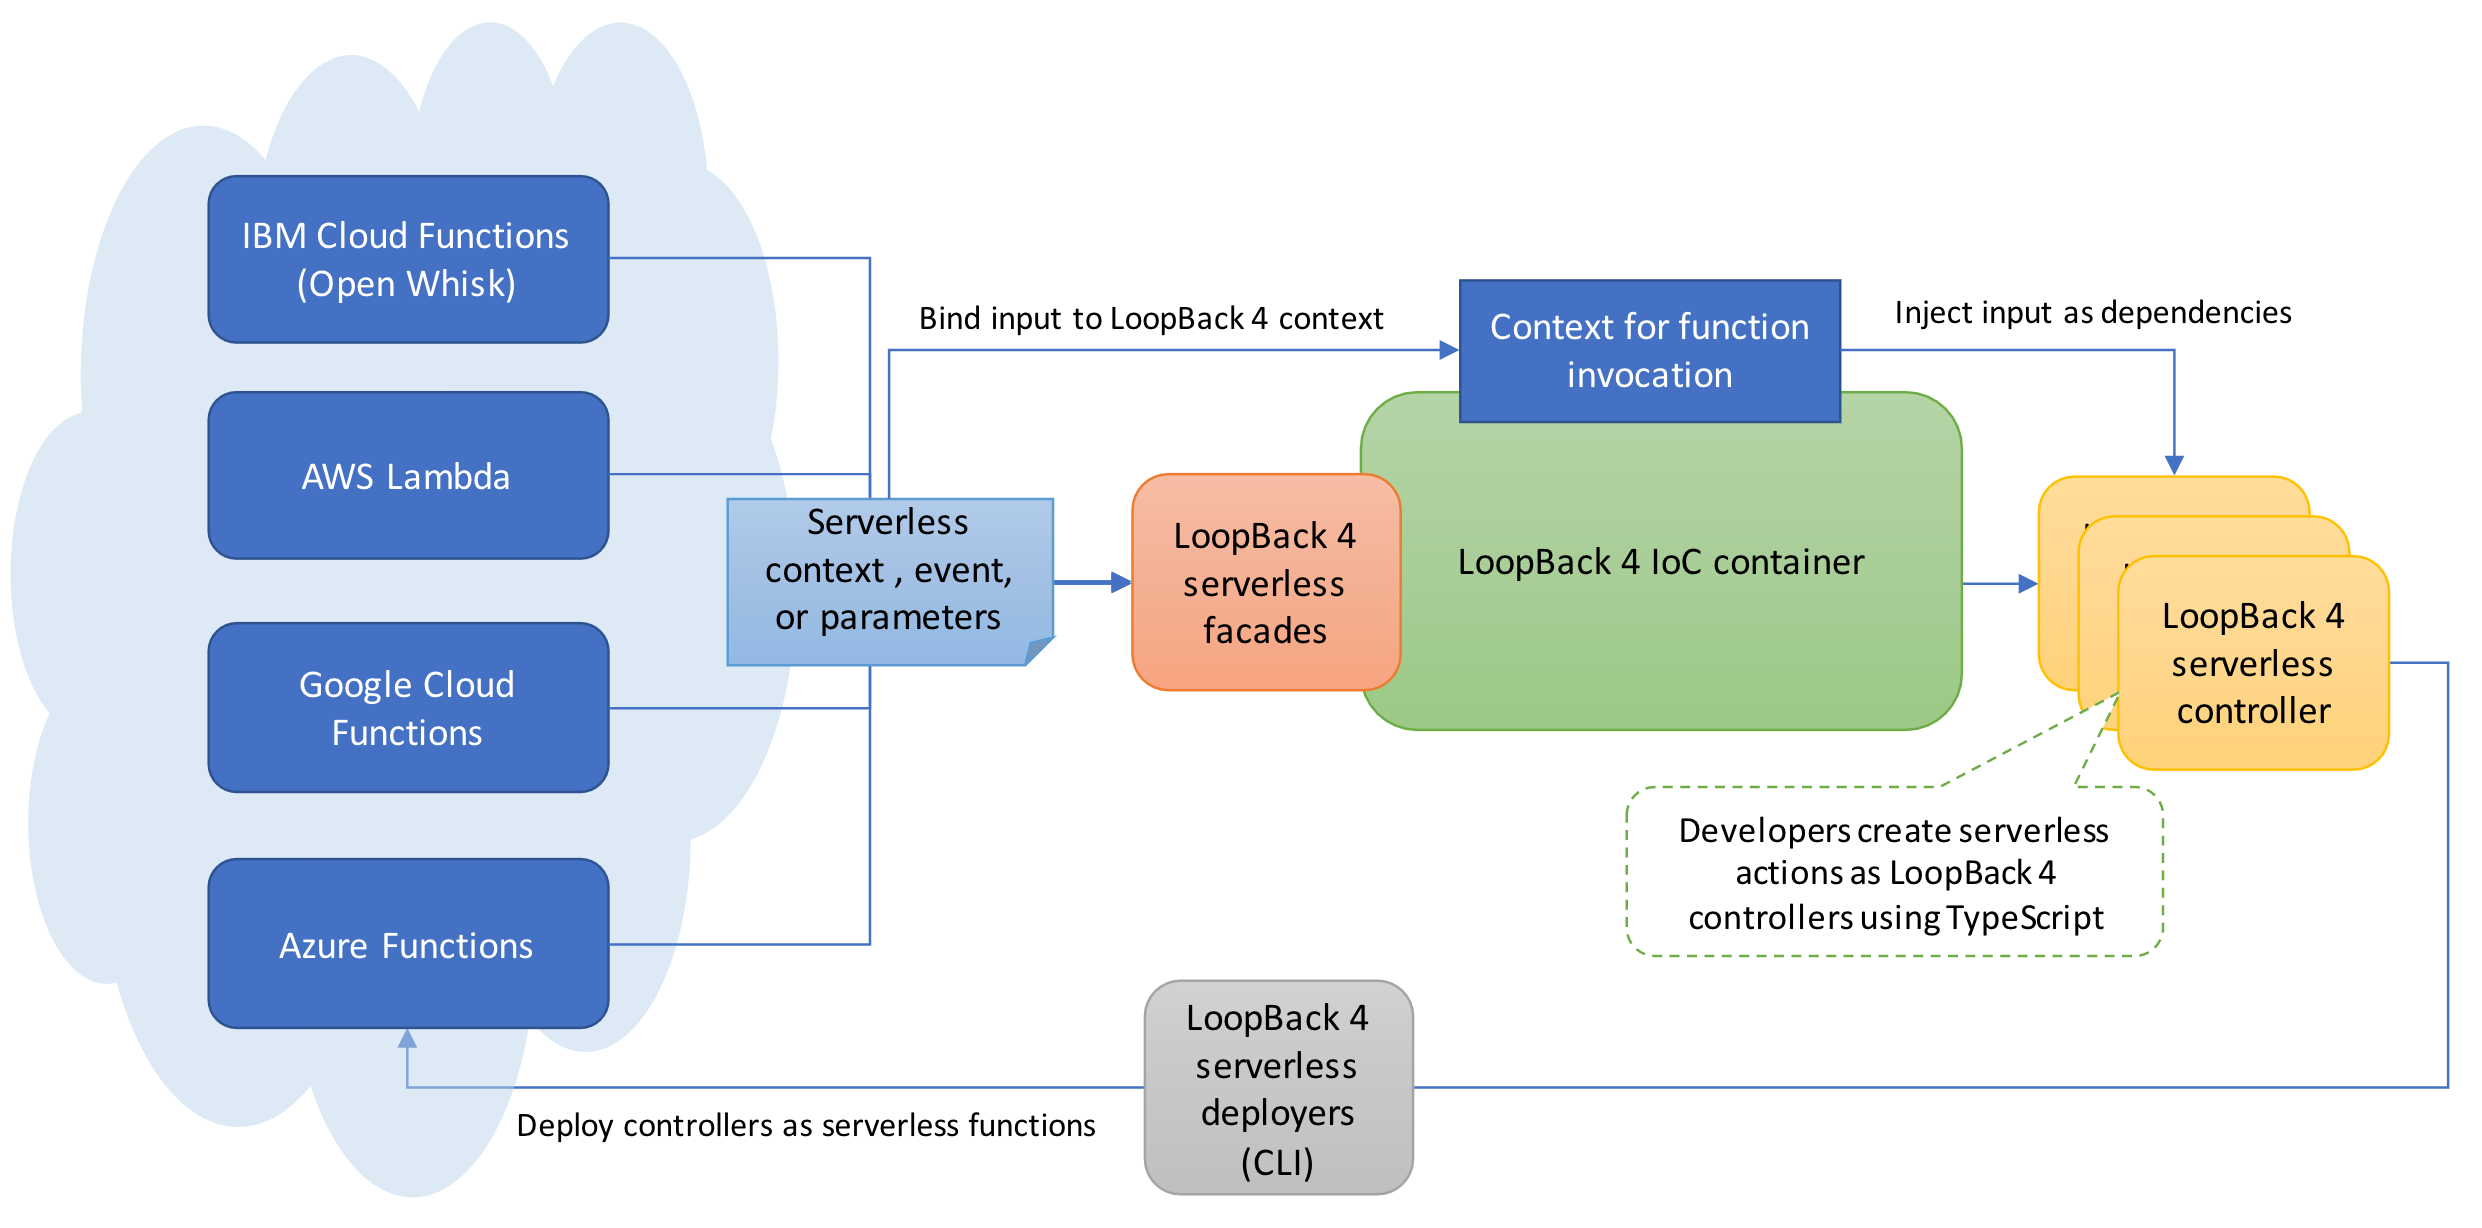 IBM Cloud Functions
(Open Whisk)
AWS Lambda
Google Cloud
Functions
Azure Functions
Serverless
context , event,
or parameters
Bind input to LoopBack 4 context
Context for function
invocation
Inject input as dependencies
LoopBack 4
serverless
facades
LoopBack 4 IoC container
LoopBack 4
serverless
controller
Developers create serverless
actions as LoopBack 4
controllers using TypeScript
LoopBack 4
serverless
deployers
(CLI)
Deploy controllers as serverless functions